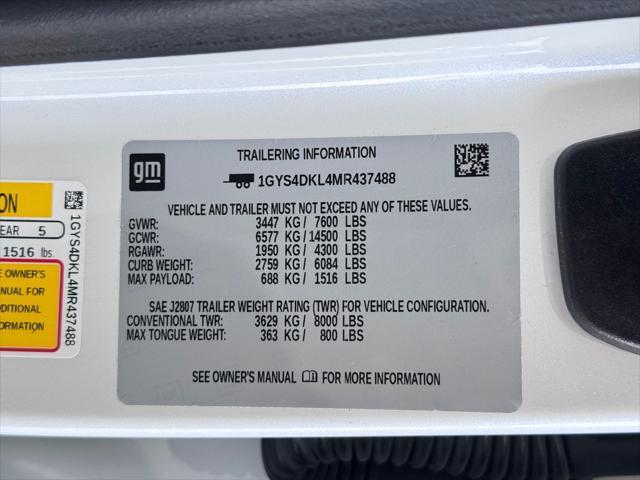 gm
TRAILERING INFORMATION
1GYS4DKL4MR437488
VEHICLE AND TRAILER MUST NOT EXCEED ANY OF THESE VALUES.
GVWR: 3447 KG/ 7600 LBS
GCWR: 6577 KG/ 14500 LBS
RGAWR: 1950 KG/ 4300 LBS
CURB WEIGHT: 2759 KG/ 6084 LBS
MAX PAYLOAD: 688 KG/ 1516 LBS
SAE J2807 TRAILER WEIGHT RATING (TWR) FOR VEHICLE CONFIGURATION.
CONVENTIONAL TWR: 3629 KG/ 8000 LBS
MAX TONGUE WEIGHT: 363 KG/ 800 LBS
SEE OWNER'S MANUAL FOR MORE INFORMATION
ON
EAR 5
1516 lbs.
E OWNER'S
ANUAL FOR
DDITIONAL
FORMATION
1GYS4DKL4MR437488